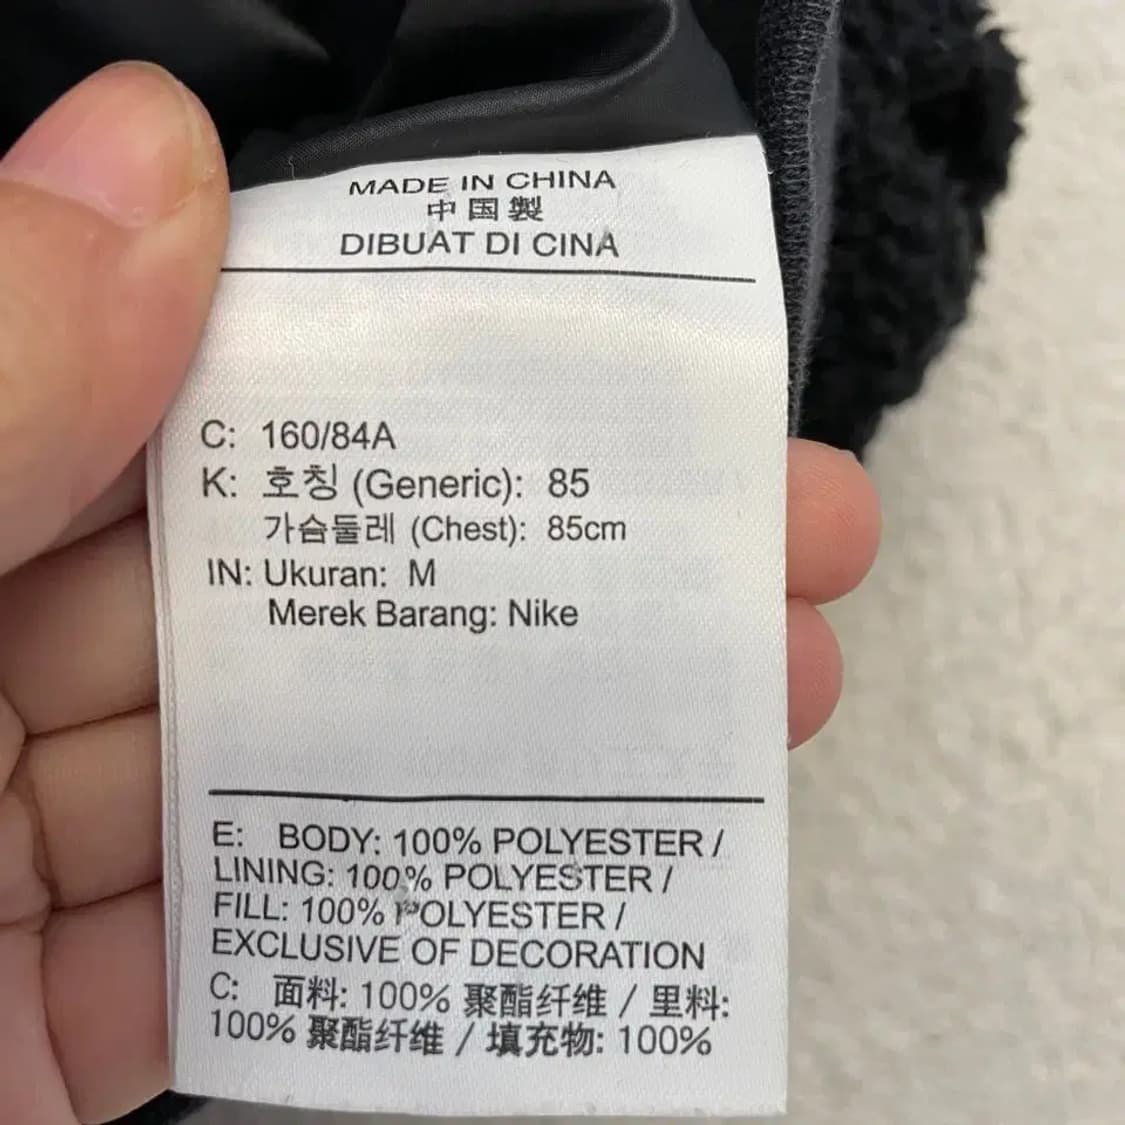 MADE IN CHINA
中国製
DIBUAT DI CINA
C: 160/84A
K: 호칭 (Generic): 85
가슴둘레 (Chest): 85cm
IN: Ukuran: M
Merek Barang: Nike
E: BODY: 100% POLYESTER /
LINING: 100% POLYESTER /
FILL: 100% POLYESTER /
EXCLUSIVE OF DECORATION
C: 面料: 100% 聚酯纤维 / 里料:
100% 聚酯纤维 / 填充物: 100%